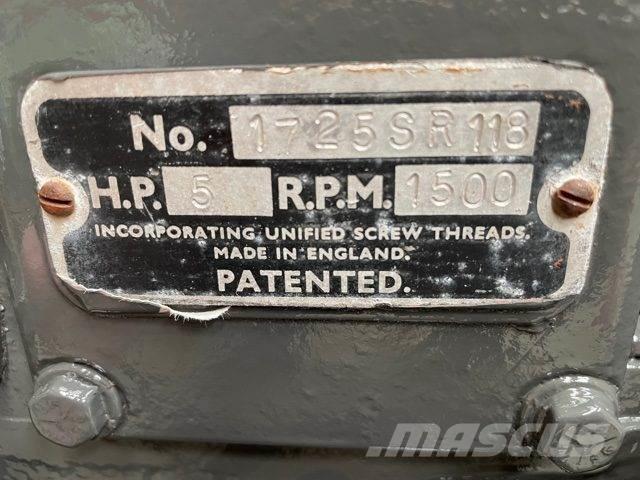 No. 1725SR118
H.P. 5 R.P.M. 1500
INCORPORATING UNIFIED SCREW THREADS.
MADE IN ENGLAND.
PATENTED.
MASCUS